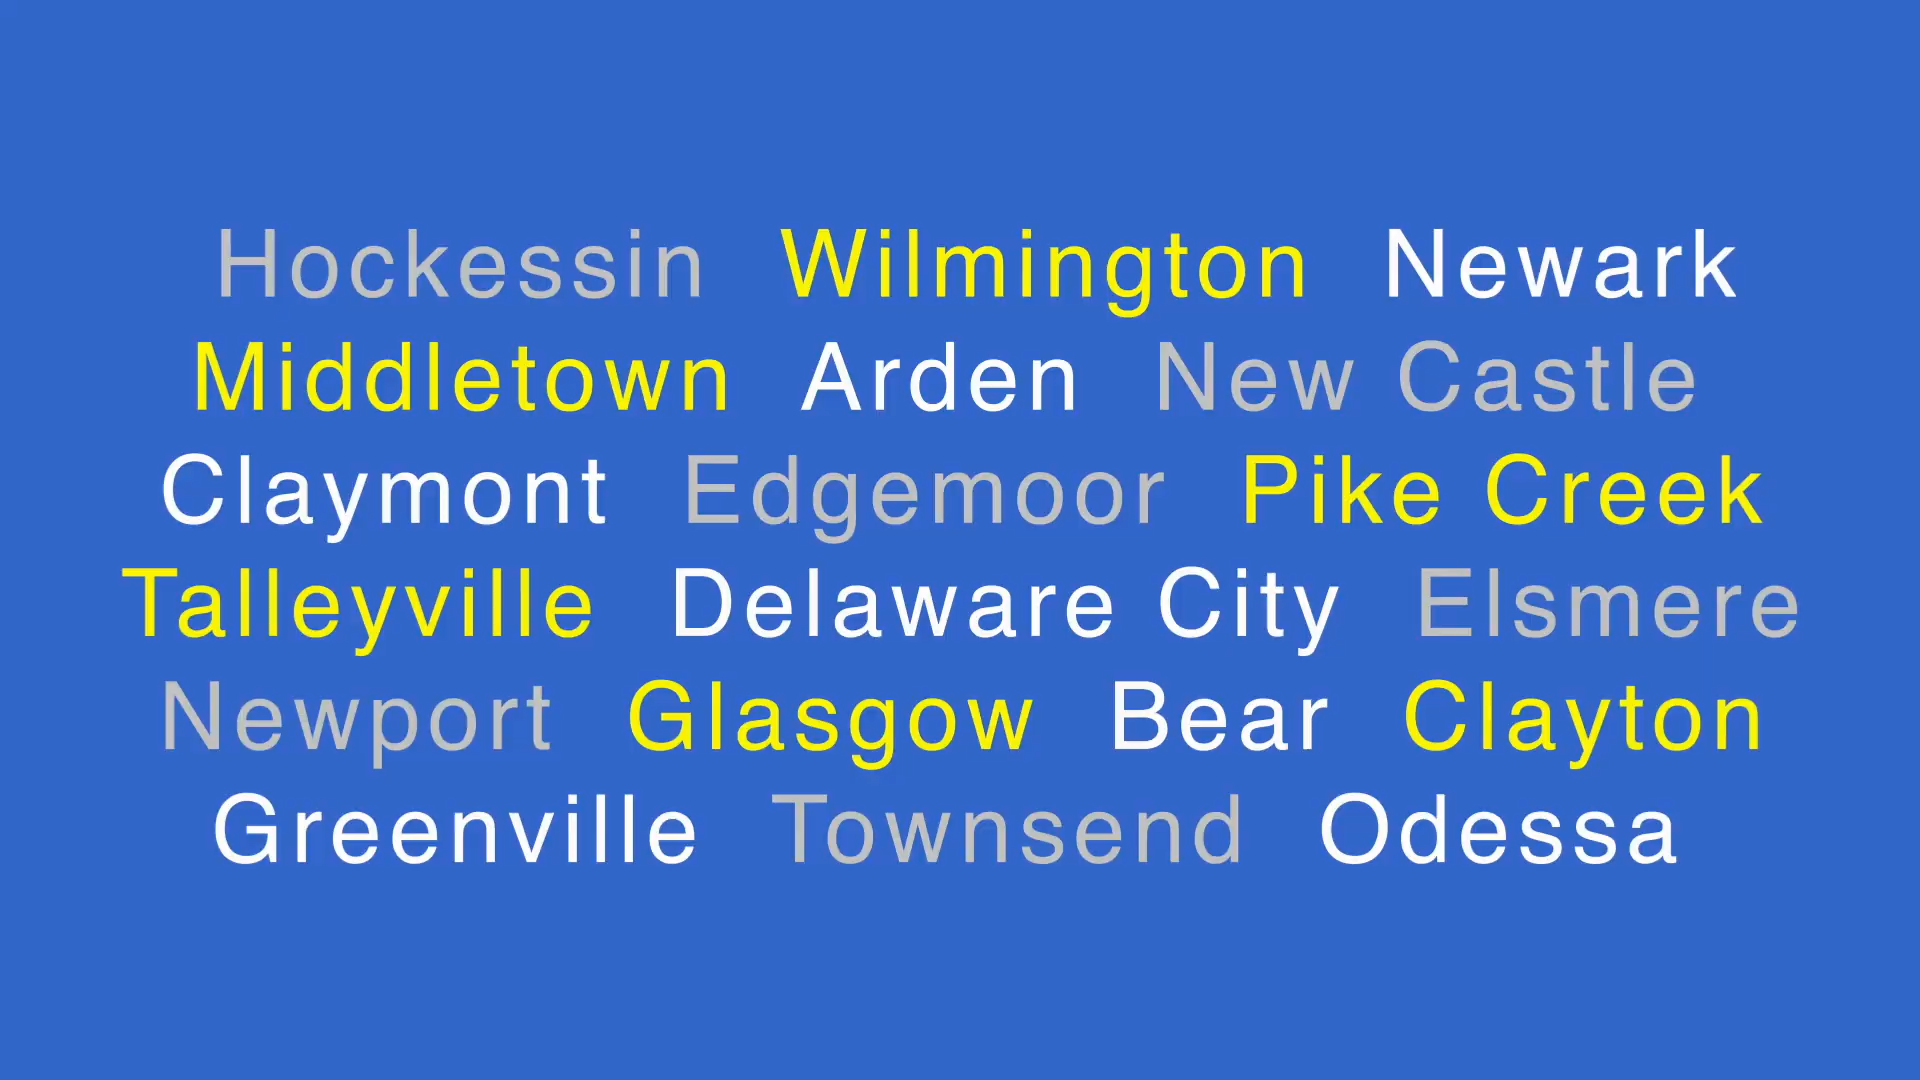 Hockessin Wilmington Newark
Middletown Arden New Castle
Claymont Edgemoor Pike Creek
Talleyville Delaware City Elsmere
Newport Glasgow Bear Clayton
Greenville Townsend Odessa